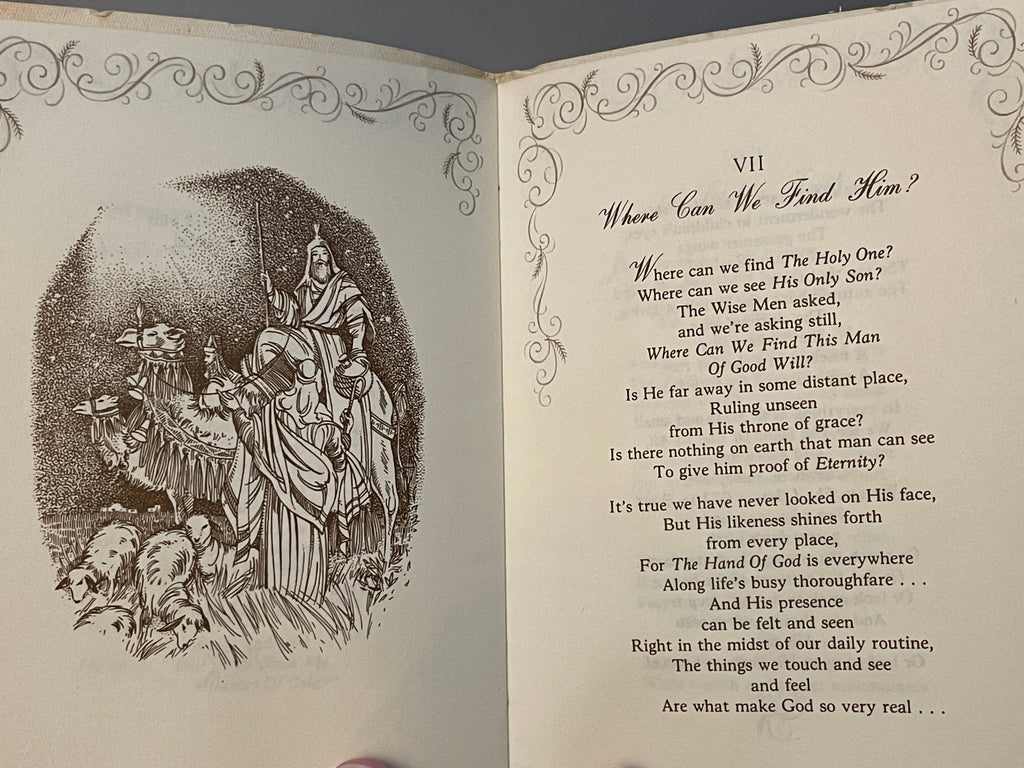 VII
Where Can We Find Him?
Where can we find The Holy One?
Where can we see His Only Son?
The Wise Men asked,
and we're asking still,
Where Can We Find This Man
Of Good Will?
Is He far away in some distant place,
Ruling unseen
from His throne of grace?
Is there nothing on earth that man can see
To give him proof of Eternity?
It's true we have never looked on His face,
But His likeness shines forth
from every place,
For The Hand Of God is everywhere
Along life's busy thoroughfare . . .
And His presence
can be felt and seen
Right in the midst of our daily routine,
The things we touch and see
and feel
Are what make God so very real . . .